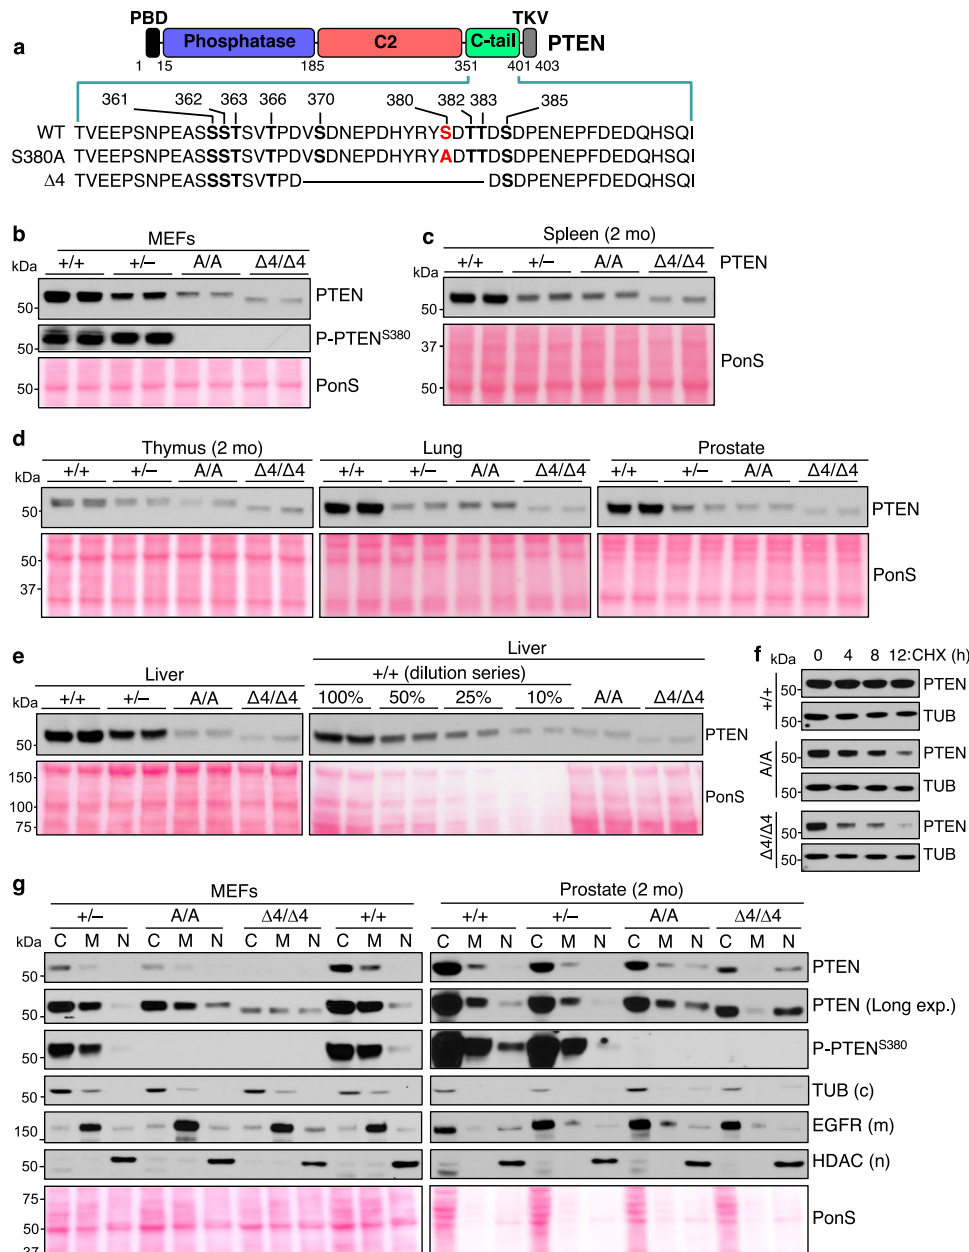 a
PBD TKV
Phosphatase C2 C-tail PTEN
1 15 185 351 401 403
361 362 363 366 370 380 382 383 385
WT TVEEPSNPEASSSTSVTPDVSDNEPDHYRYSDTTDSDPENEPFDEDQHSQI
S380A TVEEPSNPEASSSTSVTPDVSDNEPDHYRYADTTDSDPENEPFDEDQHSQI
Δ4 TVEEPSNPEASSSTSVTPD DSDPENEPFDEDQHSQI
b
MEFs
kDa +/+ +/– A/A Δ4/Δ4
50 PTEN
50 P-PTENS380
50 PonS
c
Spleen (2 mo)
kDa +/+ +/– A/A Δ4/Δ4 PTEN
50
37
50
PonS
d
Thymus (2 mo) Lung Prostate
kDa +/+ +/– A/A Δ4/Δ4 +/+ +/– A/A Δ4/Δ4 +/+ +/– A/A Δ4/Δ4
50 PTEN
50
37
PonS
e
Liver
kDa +/+ +/– A/A Δ4/Δ4
Liver
+/+ (dilution series)
100% 50% 25% 10% A/A Δ4/Δ4
50 PTEN
150
100
75
PonS
f
kDa 0 4 8 12:CHX (h)
+/+
50 PTEN
50 TUB
A/A
50 PTEN
50 TUB
Δ4/Δ4
50 PTEN
50 TUB
g
MEFs Prostate (2 mo)
+/– A/A Δ4/Δ4 +/+ +/+ +/– A/A Δ4/Δ4
kDa C M N C M N C M N C M N C M N C M N C M N C M N
50 PTEN
50 PTEN (Long exp.)
50 P-PTENS380
50 TUB (c)
150 EGFR (m)
50 HDAC (n)
75
50
37
PonS